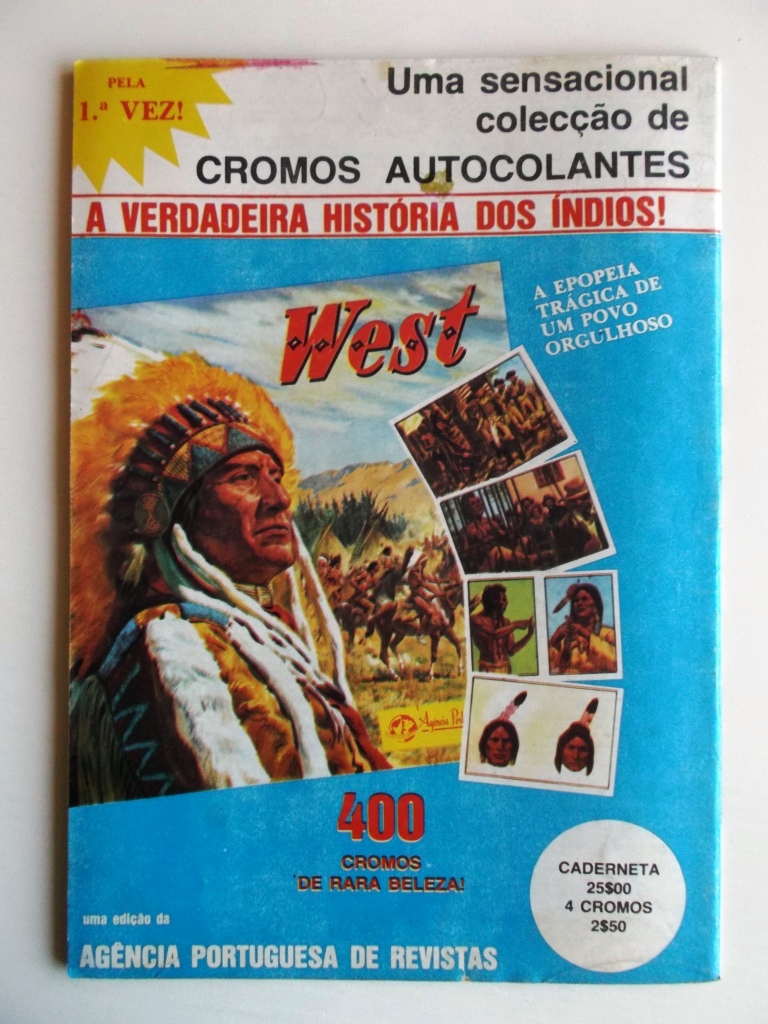 PELA
1.ª VEZ!
Uma sensacional
colecção de
CROMOS AUTOCOLANTES
A VERDADEIRA HISTÓRIA DOS ÍNDIOS!
A EPOPEIA
TRÁGICA DE
UM POVO
ORGULHOSO
West
Agência
400
CROMOS
DE RARA BELEZA!
CADERNETA
25$00
4 CROMOS
2$50
uma edição da
AGÊNCIA PORTUGUESA DE REVISTAS